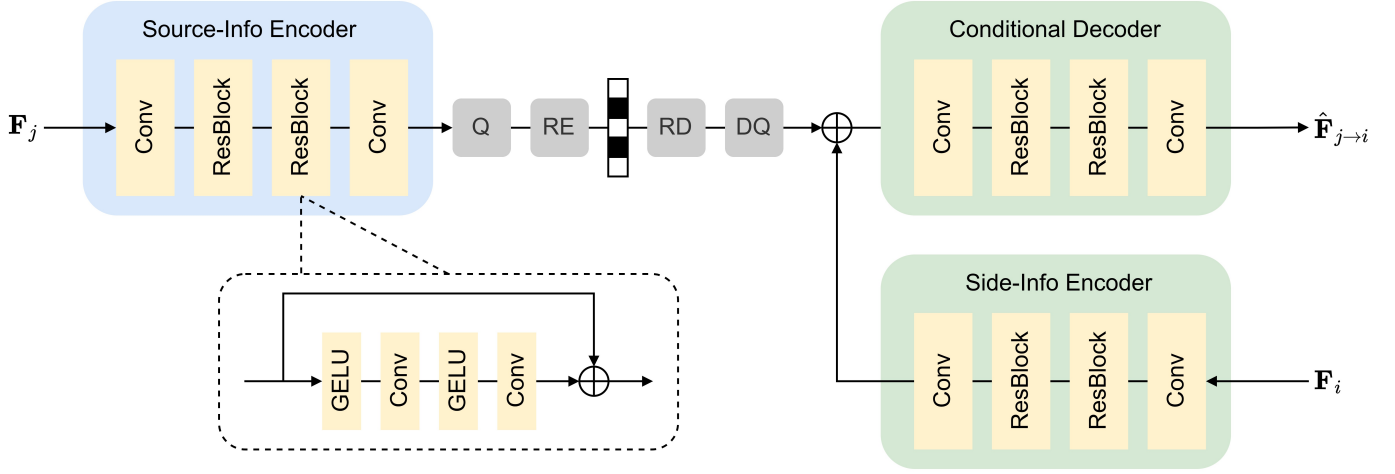 Source-Info Encoder
Conv
ResBlock
ResBlock
Conv
𝐅_j
Q
RE
RD
DQ
Conditional Decoder
Conv
ResBlock
ResBlock
Conv
𝐅̂_{j→i}
Side-Info Encoder
Conv
ResBlock
ResBlock
Conv
𝐅_i
GELU
Conv
GELU
Conv